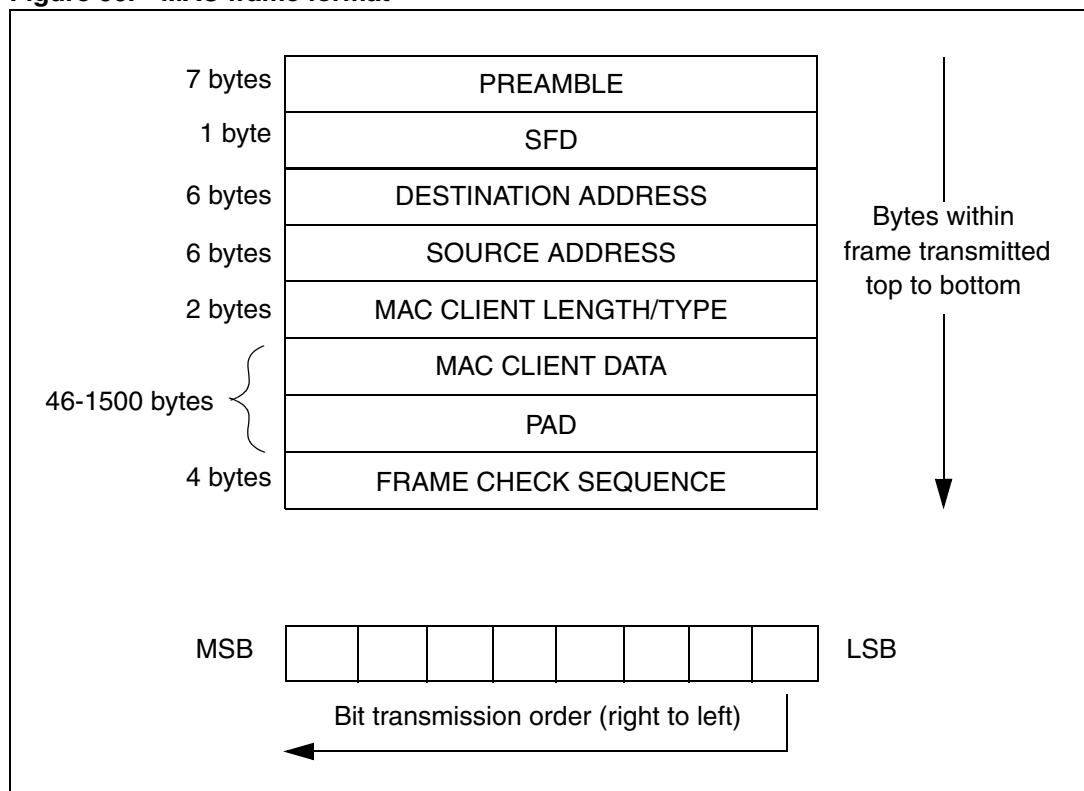 7 bytes PREAMBLE
1 byte SFD
6 bytes DESTINATION ADDRESS
6 bytes SOURCE ADDRESS
2 bytes MAC CLIENT LENGTH/TYPE
MAC CLIENT DATA
46-1500 bytes
PAD
4 bytes FRAME CHECK SEQUENCE
Bytes within
frame transmitted
top to bottom
MSB LSB
Bit transmission order (right to left)